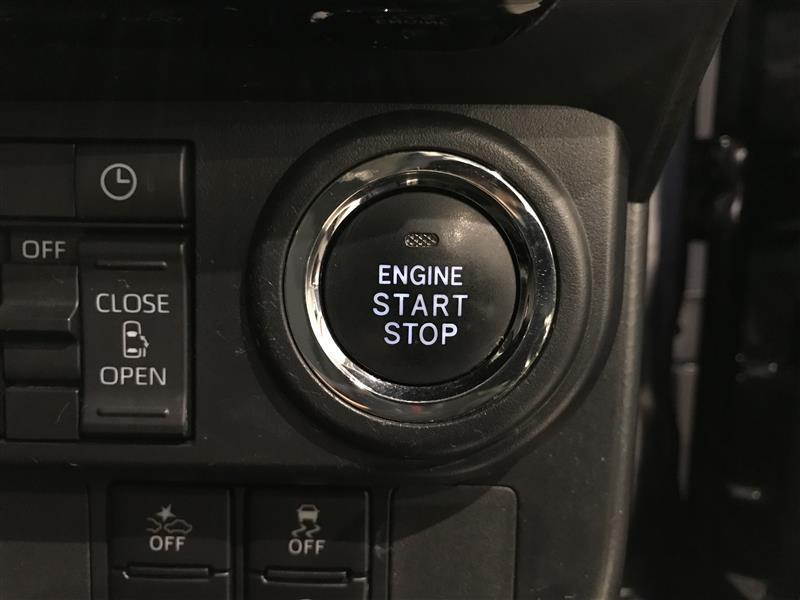 OFF
CLOSE
OPEN
ENGINE
START
STOP
OFF
OFF